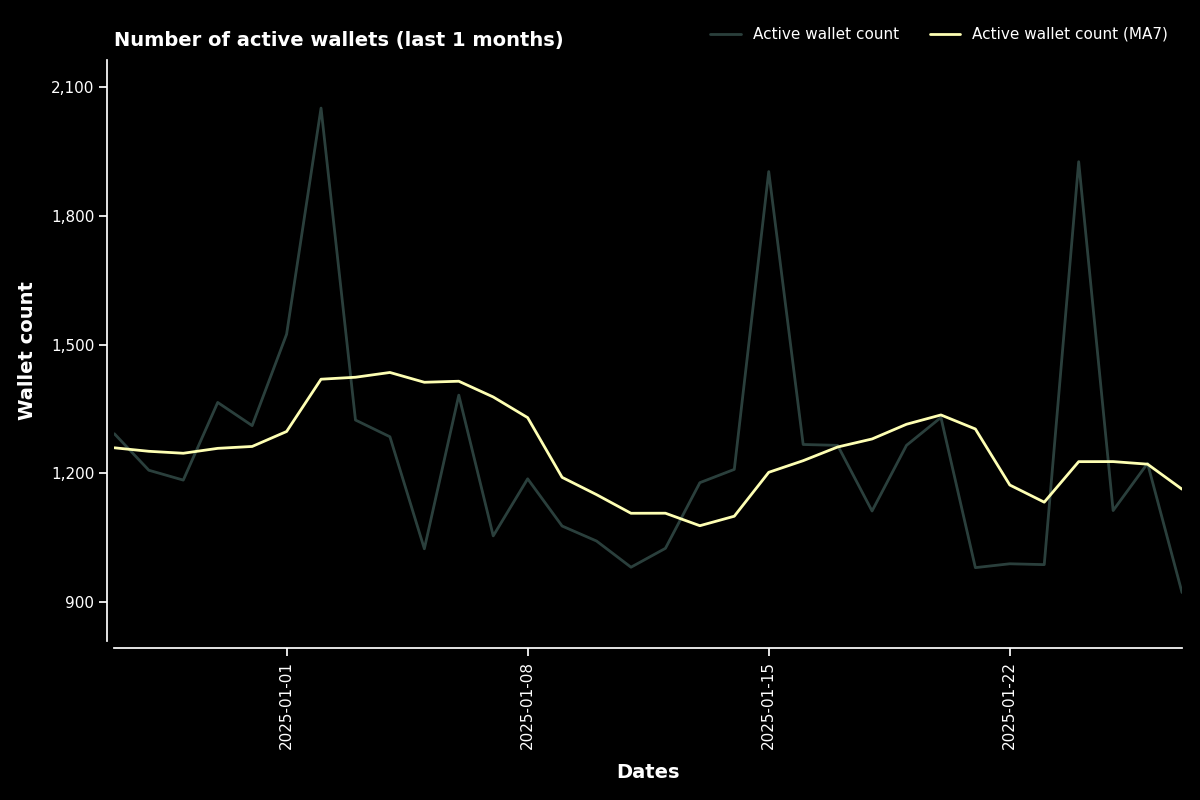 Number of active wallets (last 1 months)
Active wallet count
Active wallet count (MA7)
Wallet count
2,100
1,800
1,500
1,200
900
2025-01-01
2025-01-08
2025-01-15
2025-01-22
Dates